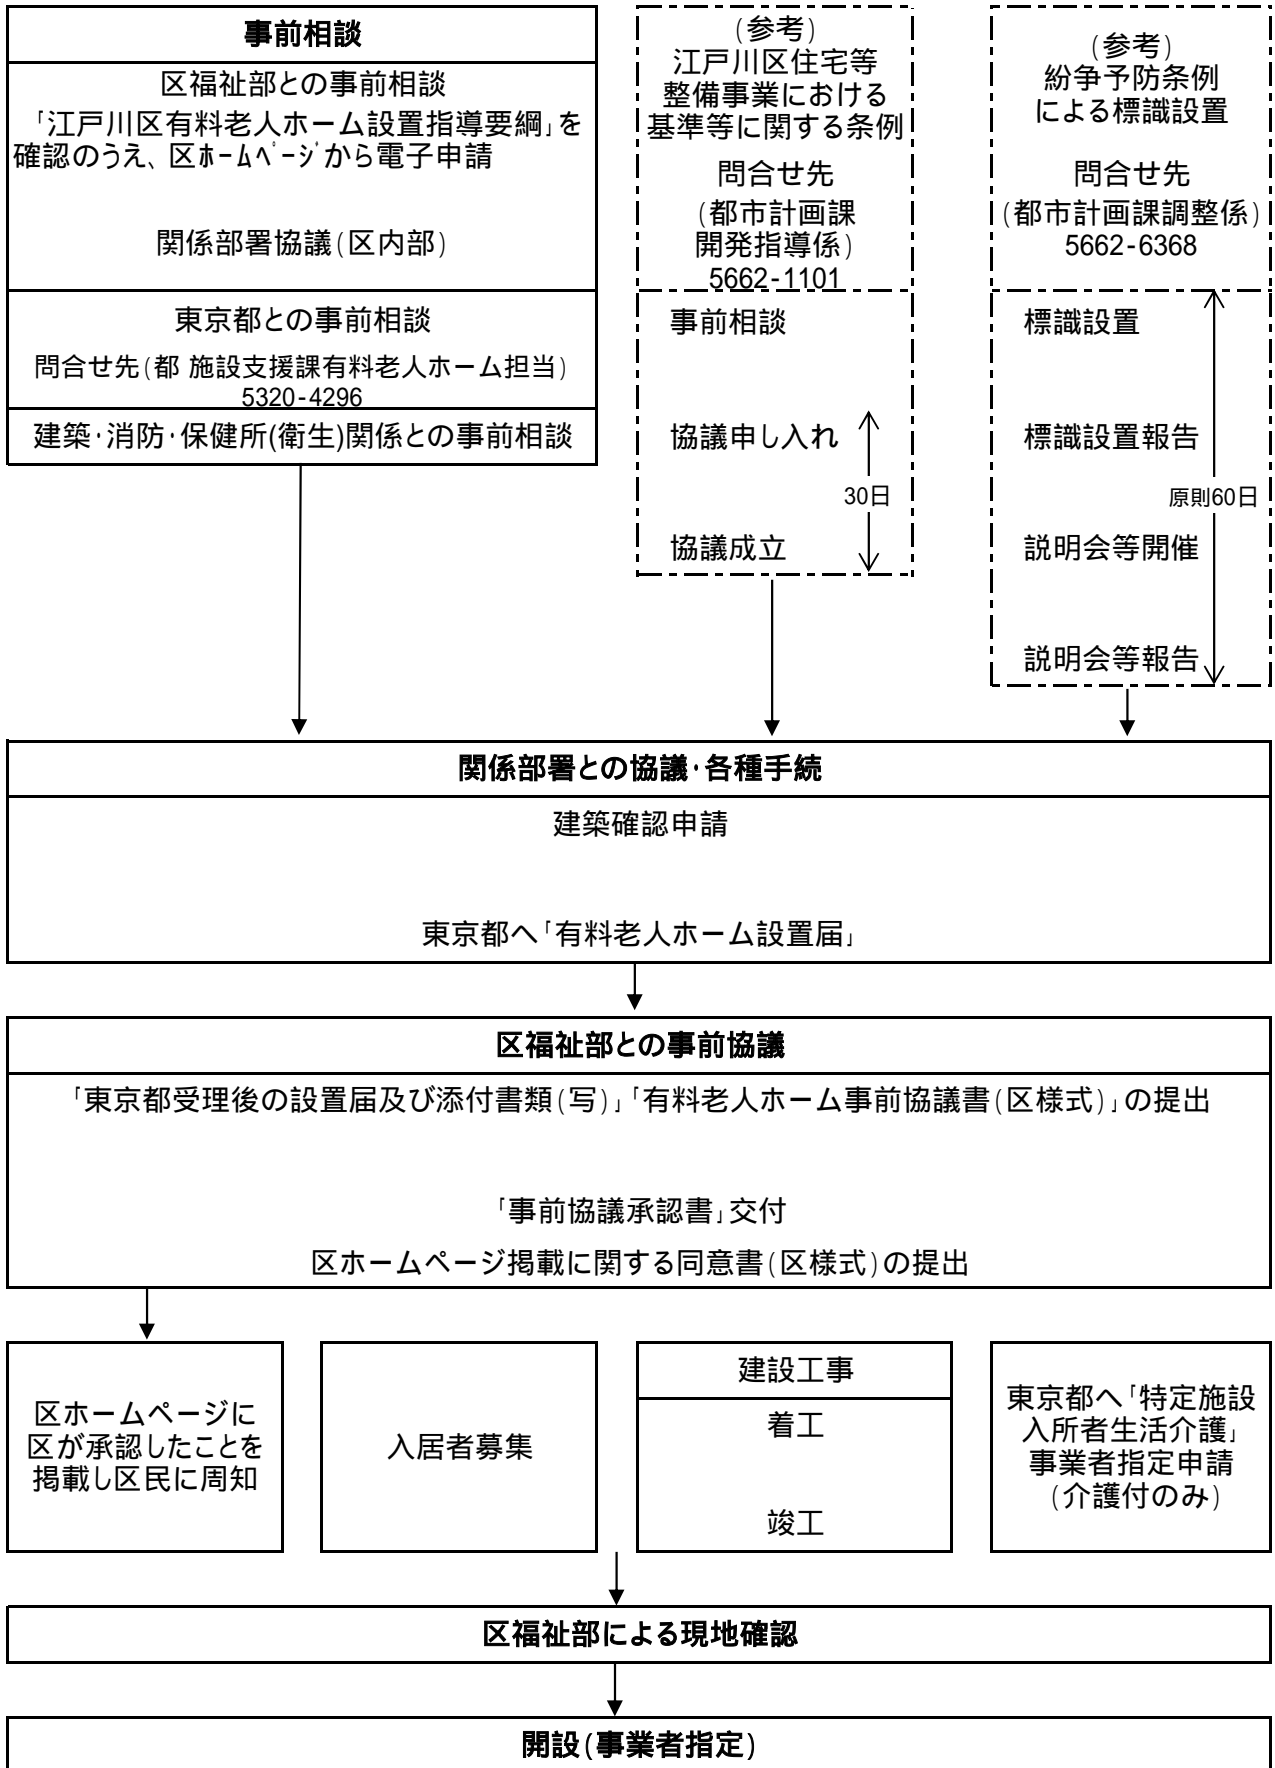 事前相談
区福祉部との事前相談
「江戸川区有料老人ホーム設置指導要綱」を
確認のうえ、区ﾎｰﾑﾍﾟｰｼﾞから電子申請
関係部署協議(区内部)
東京都との事前相談
問合せ先(都 施設支援課有料老人ホーム担当)
5320-4296
建築・消防・保健所(衛生)関係との事前相談
(参考)
江戸川区住宅等
整備事業における
基準等に関する条例
問合せ先
(都市計画課
開発指導係)
5662-1101
事前相談
協議申し入れ
30日
協議成立
(参考)
紛争予防条例
による標識設置
問合せ先
(都市計画課調整係)
5662-6368
標識設置
標識設置報告
原則60日
説明会等開催
説明会等報告
関係部署との協議・各種手続
建築確認申請
東京都へ「有料老人ホーム設置届」
区福祉部との事前協議
「東京都受理後の設置届及び添付書類(写)」「有料老人ホーム事前協議書(区様式)」の提出
「事前協議承認書」交付
区ホームページ掲載に関する同意書(区様式)の提出
区ホームページに
区が承認したことを
掲載し区民に周知
入居者募集
建設工事
着工
竣工
東京都へ「特定施設
入所者生活介護」
事業者指定申請
(介護付のみ)
区福祉部による現地確認
開設(事業者指定)